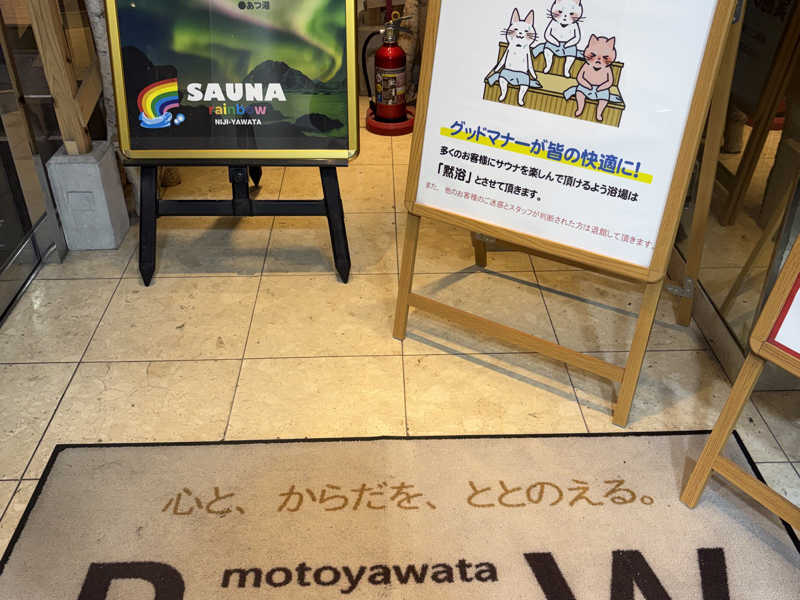 ●あつ湯
SAUNA
rainbow
NIJI-YAWATA
グッドマナーが皆の快適に!
多くのお客様にサウナを楽しんで頂けるよう浴場は
「黙浴」とさせて頂きます。
また、他のお客様のご迷惑とスタッフが判断された方は退館して頂きます。
心と、からだを、ととのえる。
motoyawata